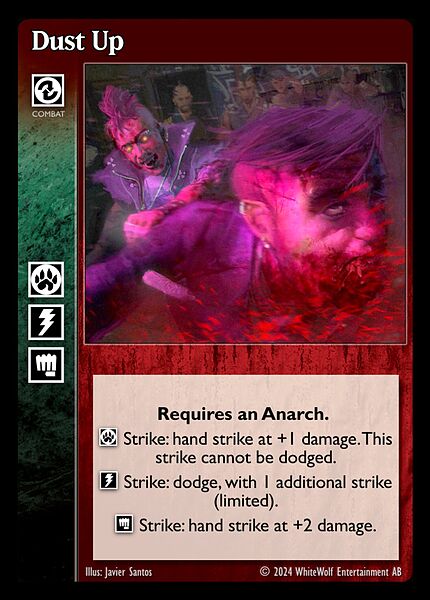 Dust Up
COMBAT
Requires an Anarch.
Strike: hand strike at +1 damage. This
strike cannot be dodged.
Strike: dodge, with 1 additional strike
(limited).
Strike: hand strike at +2 damage.
Illus: Javier Santos
© 2024 WhiteWolf Entertainment AB